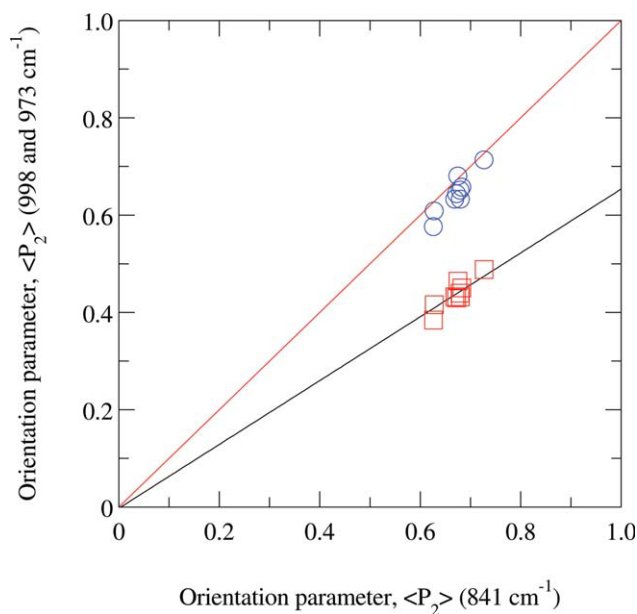 Orientation parameter, <P₂> (998 and 973 cm⁻¹)
1.0
0.8
0.6
0.4
0.2
0
0 0.2 0.4 0.6 0.8 1.0
Orientation parameter, <P₂> (841 cm⁻¹)